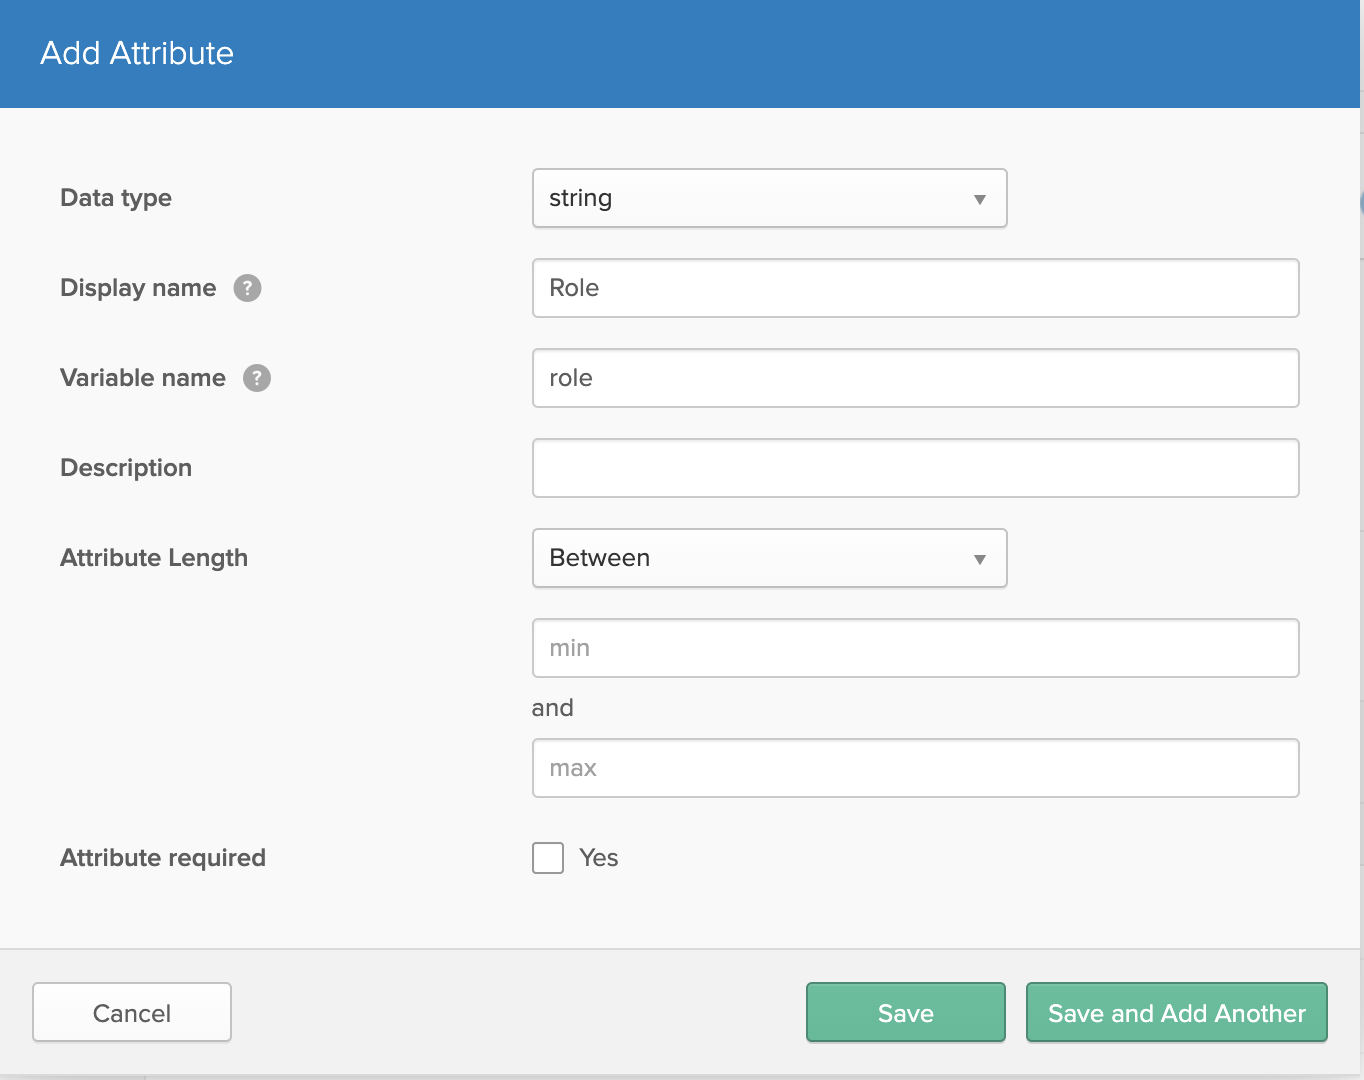 Add Attribute
Data type
string
Display name ?
Role
Variable name ?
role
Description
Attribute Length
Between
min
and
max
Attribute required
Yes
Cancel
Save
Save and Add Another